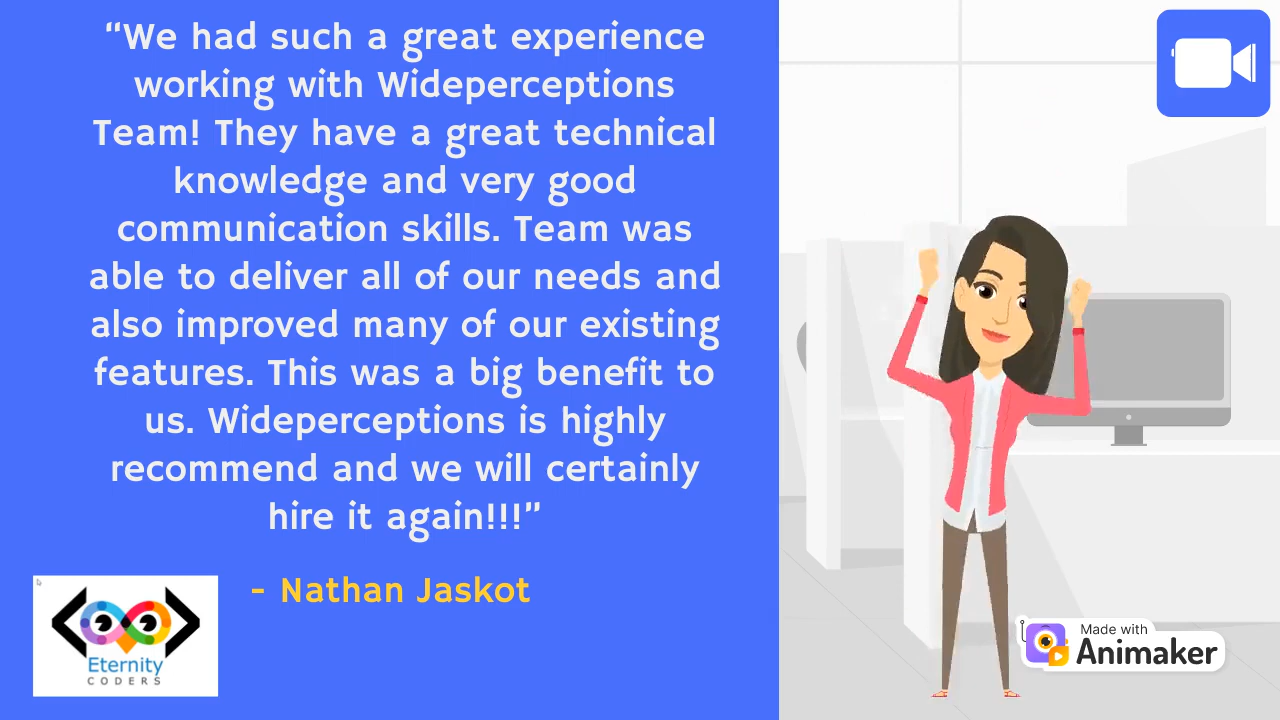 “We had such a great experience
working with Wideperceptions
Team! They have a great technical
knowledge and very good
communication skills. Team was
able to deliver all of our needs and
also improved many of our existing
features. This was a big benefit to
us. Wideperceptions is highly
recommend and we will certainly
hire it again!!!”
- Nathan Jaskot
Eternity
CODERS
Made with
Animaker